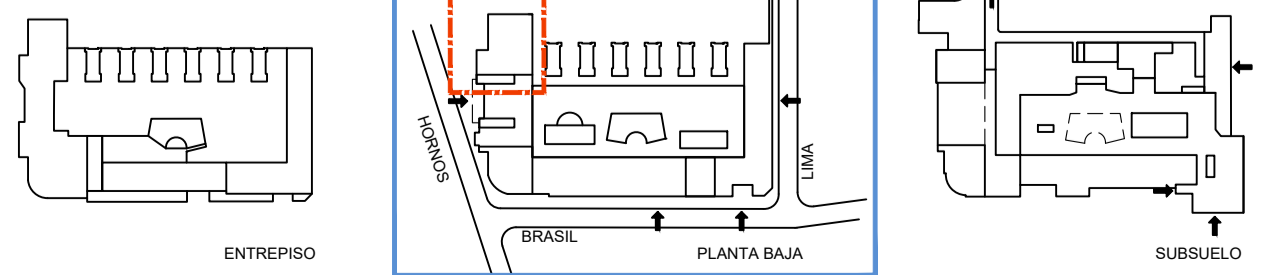 ENTREPISO
HORNOS
BRASIL
LIMA
PLANTA BAJA
SUBSUELO